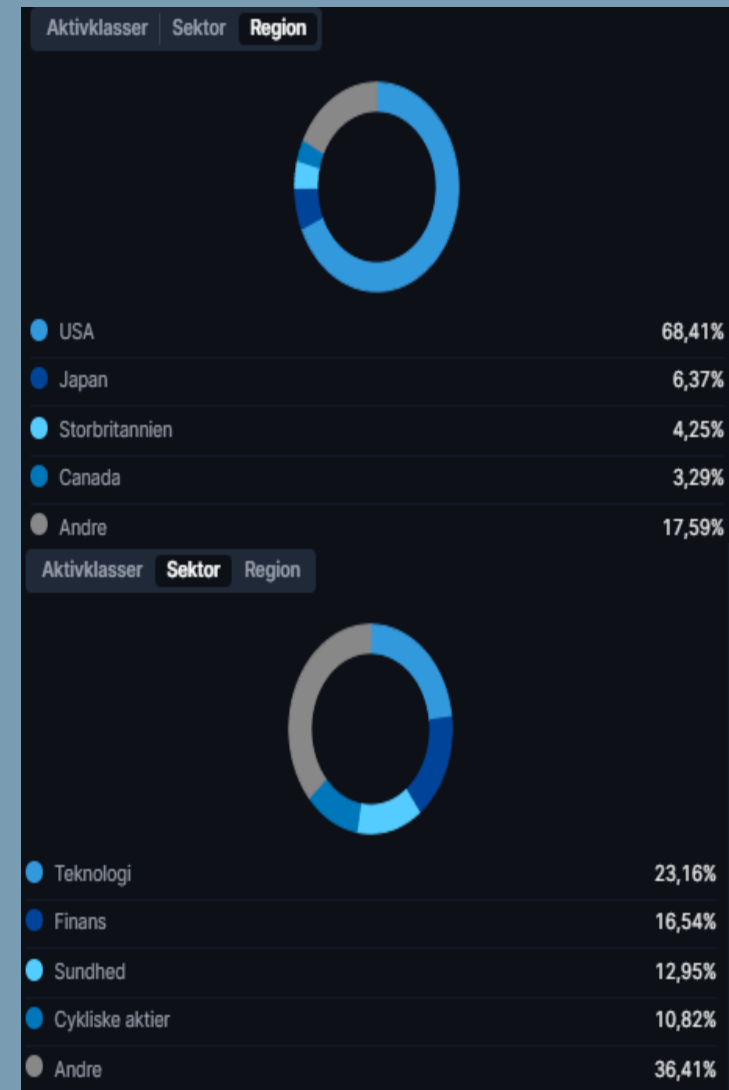 Aktivklasser Sektor Region
USA 68,41%
Japan 6,37%
Storbritannien 4,25%
Canada 3,29%
Andre 17,59%
Aktivklasser Sektor Region
Teknologi 23,16%
Finans 16,54%
Sundhed 12,95%
Cykliske aktier 10,82%
Andre 36,41%